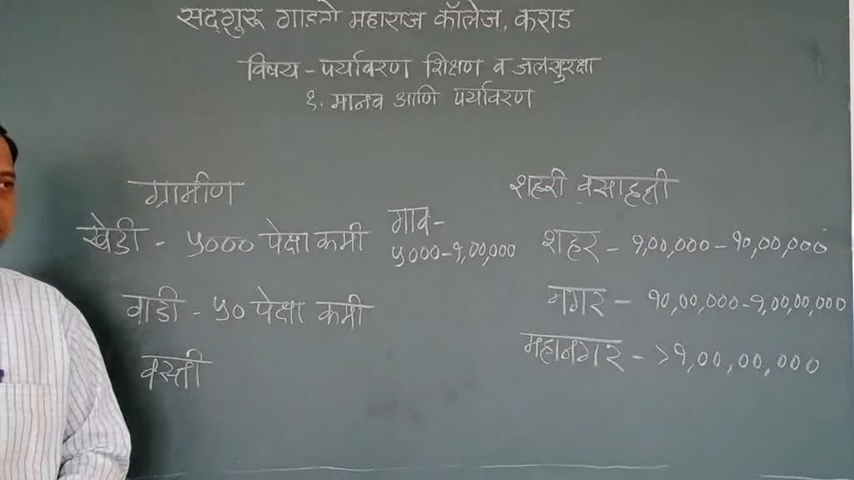 सद्गुरू गाडगे महाराज कॉलेज, कराड
विषय - पर्यावरण शिक्षण व जलसुरक्षा
१. मानव आणि पर्यावरण
ग्रामीण
खेडी - ५००० पेक्षा कमी
वाडी - ५० पेक्षा कमी
वस्ती
गाव -
५०००-१,००,०००
शहरी वसाहती
शहर - १,००,००० - १०,००,०००
नगर - १०,००,००० - १,००,००,०००
महानगर - >१,००,००,०००